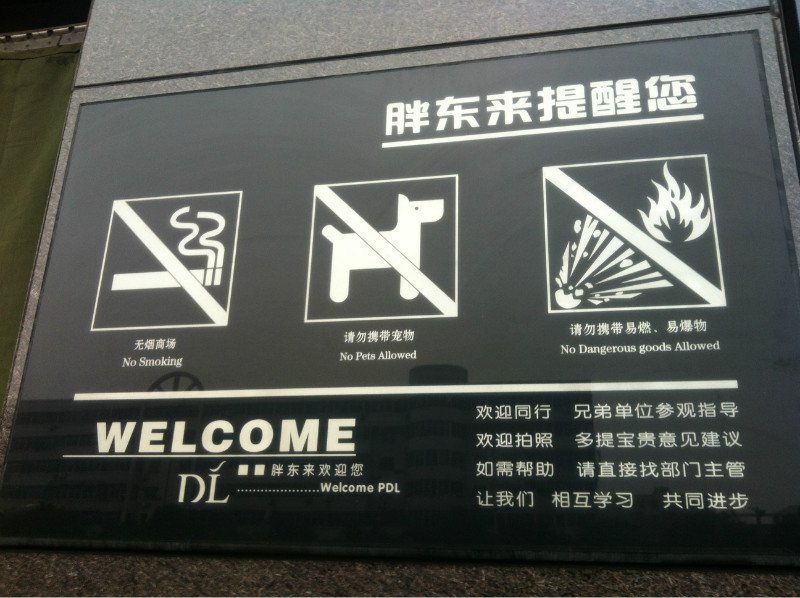 胖东来提醒您
无烟商场
No Smoking
请勿携带宠物
No Pets Allowed
请勿携带易燃、易爆物
No Dangerous goods Allowed
WELCOME
DL
■■胖东来欢迎您
.....................Welcome PDL
欢迎同行 兄弟单位参观指导
欢迎拍照 多提宝贵意见建议
如需帮助 请直接找部门主管
让我们 相互学习 共同进步